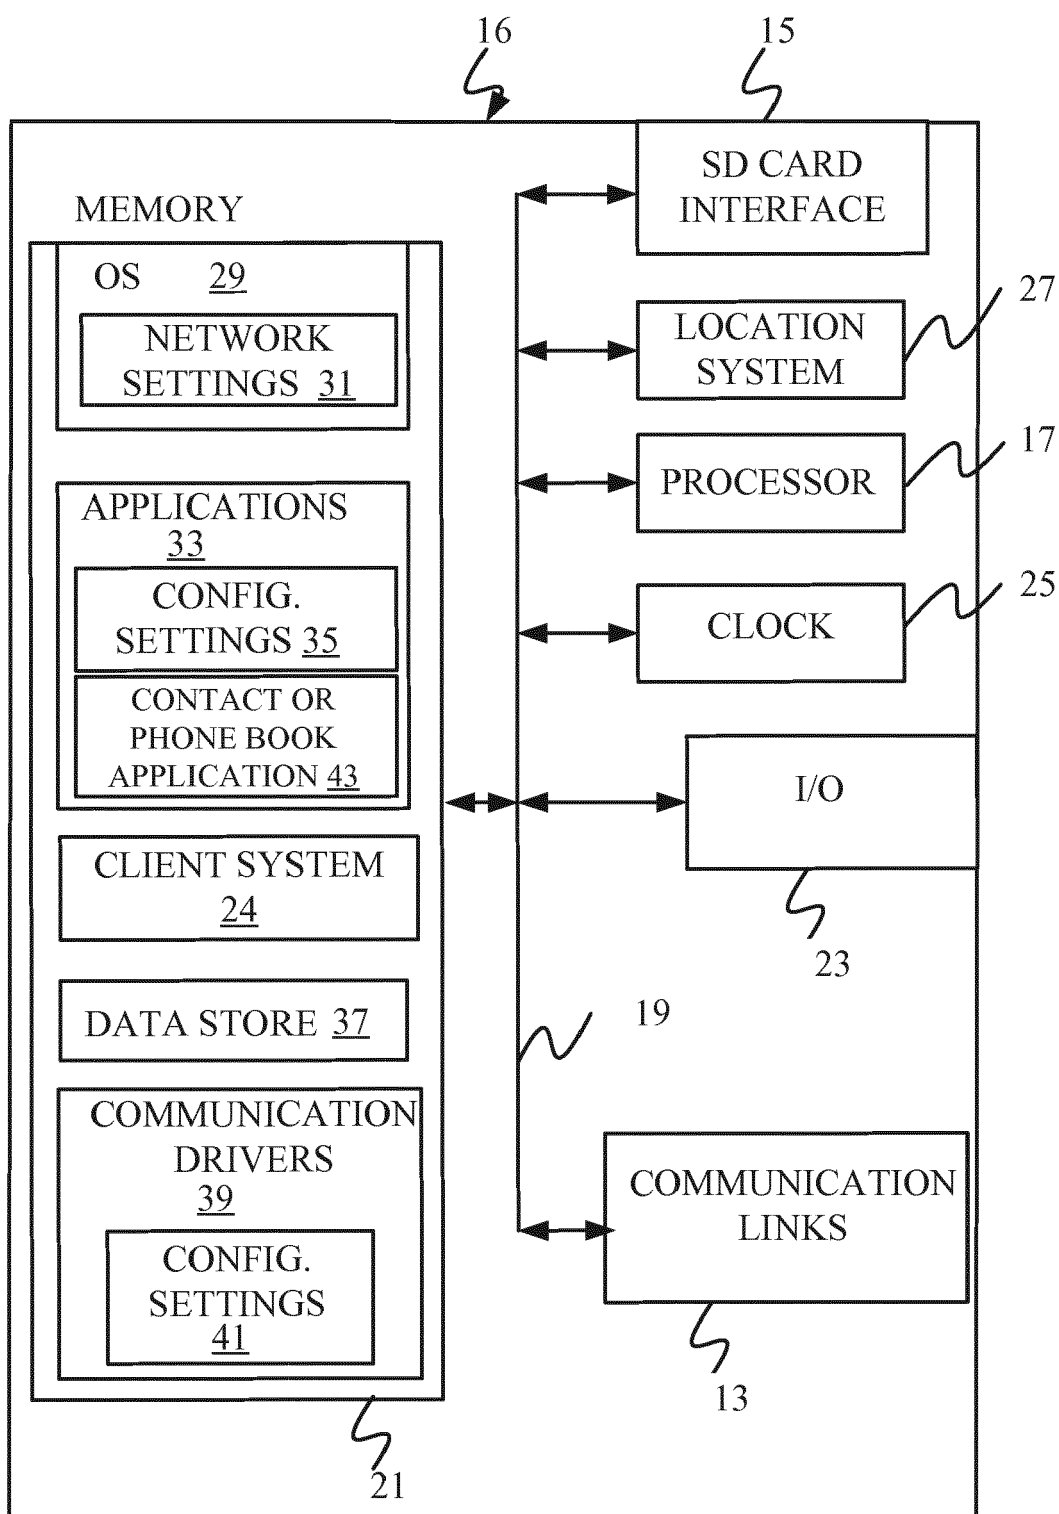 16
15
SD CARD
INTERFACE
MEMORY
OS 29
NETWORK
SETTINGS 31
27
LOCATION
SYSTEM
17
PROCESSOR
APPLICATIONS
33
CONFIG.
SETTINGS 35
25
CLOCK
CONTACT OR
PHONE BOOK
APPLICATION 43
I/O
23
CLIENT SYSTEM
24
DATA STORE 37
19
COMMUNICATION
DRIVERS
39
CONFIG.
SETTINGS
41
COMMUNICATION
LINKS
13
21